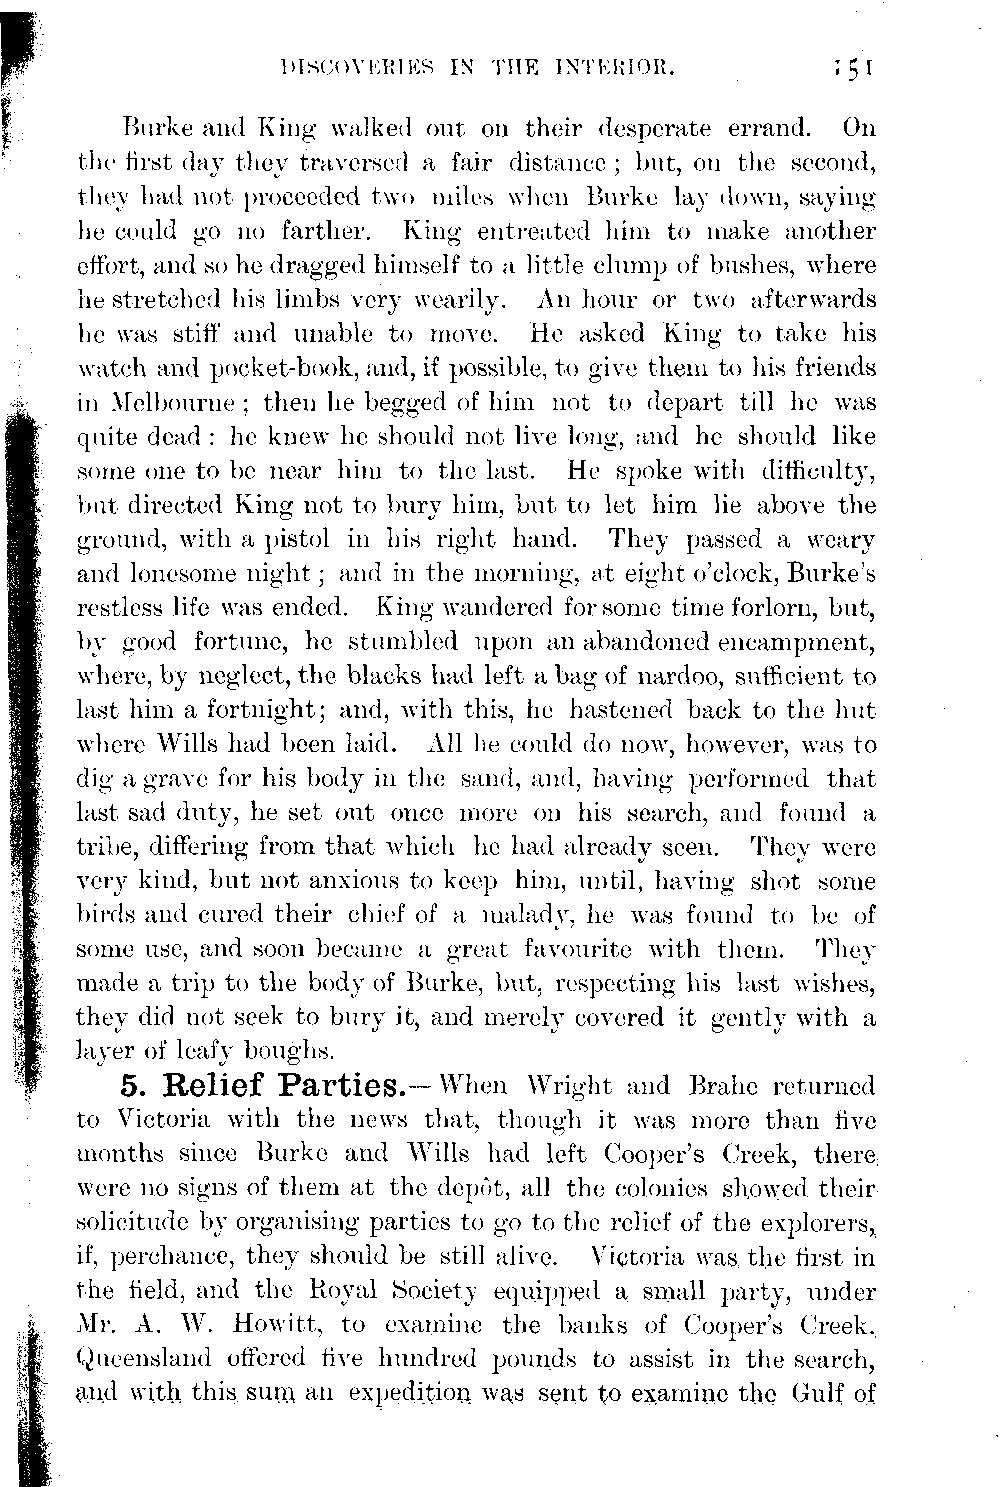 DISCOVERIES IN THE INTERIOR. 151
Burke and King walked out on their desperate errand. On
the first day they traversed a fair distance; but, on the second,
they had not proceeded two miles when Burke lay down, saying
he could go no farther. King entreated him to make another
effort, and so he dragged himself to a little clump of bushes, where
he stretched his limbs very wearily. An hour or two afterwards
he was stiff and unable to move. He asked King to take his
watch and pocket-book, and, if possible, to give them to his friends
in Melbourne; then he begged of him not to depart till he was
quite dead: he knew he should not live long, and he should like
some one to be near him to the last. He spoke with difficulty,
but directed King not to bury him, but to let him lie above the
ground, with a pistol in his right hand. They passed a weary
and lonesome night; and in the morning, at eight o'clock, Burke's
restless life was ended. King wandered for some time forlorn, but,
by good fortune, he stumbled upon an abandoned encampment,
where, by neglect, the blacks had left a bag of nardoo, sufficient to
last him a fortnight; and, with this, he hastened back to the hut
where Wills had been laid. All he could do now, however, was to
dig a grave for his body in the sand, and, having performed that
last sad duty, he set out once more on his search, and found a
tribe, differing from that which he had already seen. They were
very kind, but not anxious to keep him, until, having shot some
birds and cured their chief of a malady, he was found to be of
some use, and soon became a great favourite with them. They
made a trip to the body of Burke, but, respecting his last wishes,
they did not seek to bury it, and merely covered it gently with a
layer of leafy boughs.
5. Relief Parties.—When Wright and Brahe returned
to Victoria with the news that, though it was more than five
months since Burke and Wills had left Cooper's Creek, there
were no signs of them at the depôt, all the colonies showed their
solicitude by organising parties to go to the relief of the explorers,
if, perchance, they should be still alive. Victoria was the first in
the field, and the Royal Society equipped a small party, under
Mr. A. W. Howitt, to examine the banks of Cooper's Creek.
Queensland offered five hundred pounds to assist in the search,
and with this sum an expedition was sent to examine the Gulf of